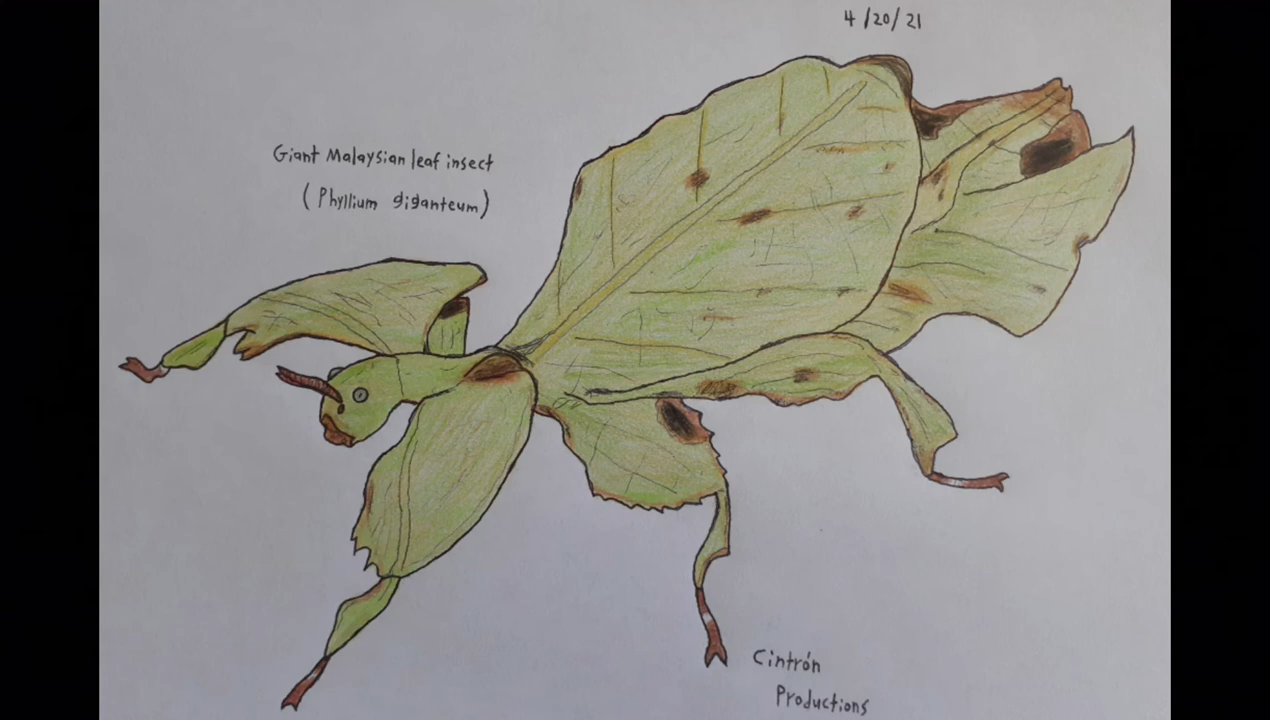 4/20/21
Giant Malaysian leaf insect
(Phyllium giganteum)
Cintrón
Productions